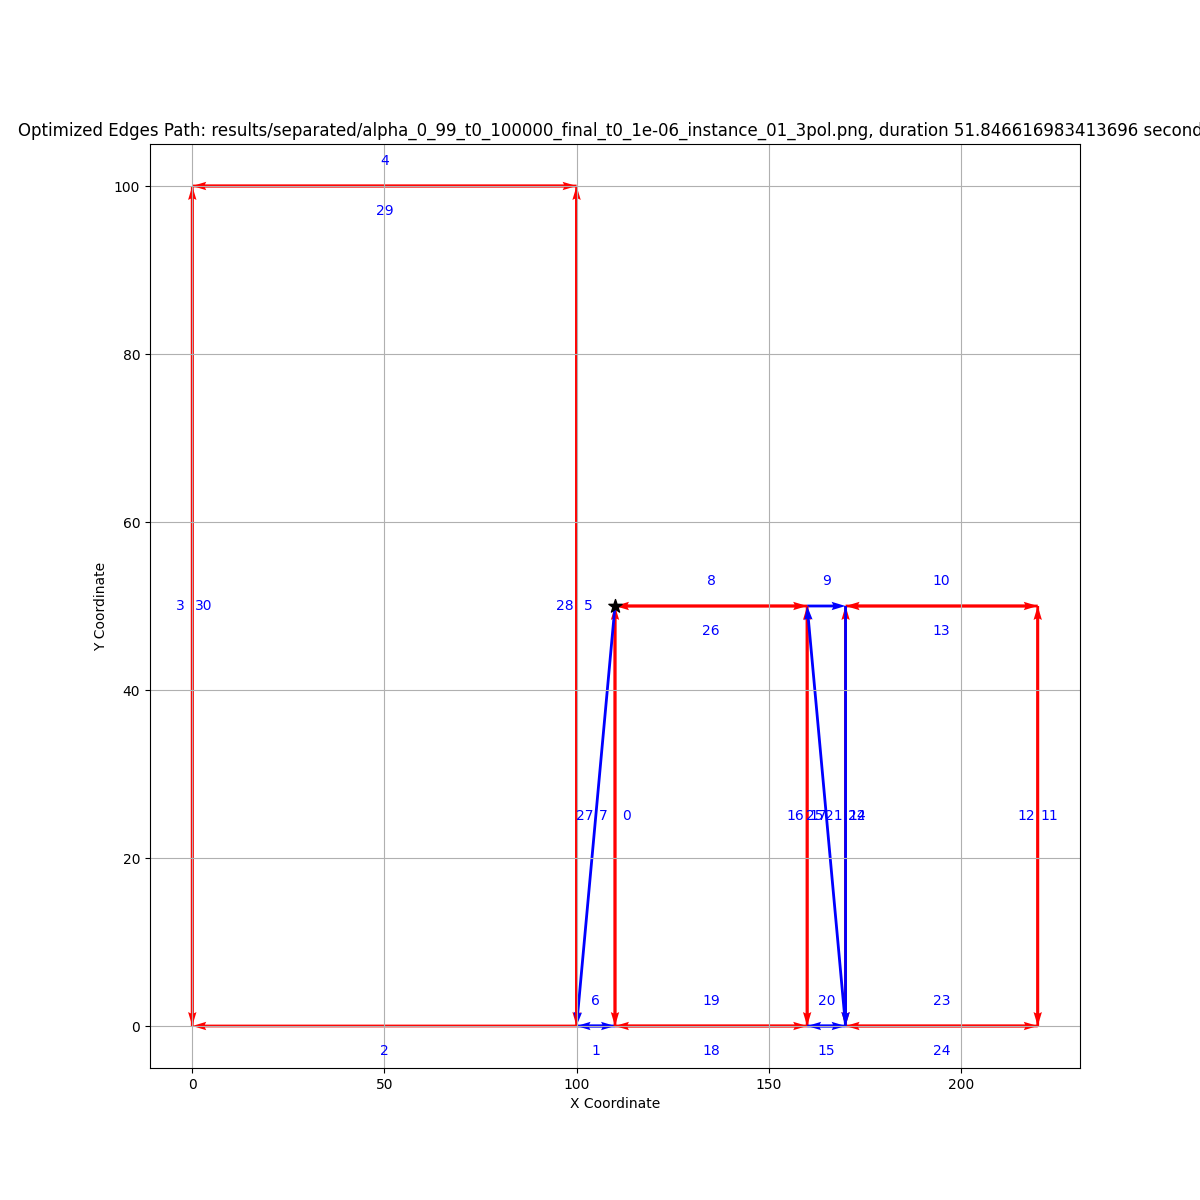 Optimized Edges Path: results/separated/alpha_0_99_t0_100000_final_t0_1e-06_instance_01_3pol.png, duration 51.846616983413696 second
4
100
29
80
60
8 9 10
3 30 28 5
26 13
Y Coordinate
40
27 7 0 16 21 12 11
20
6 19 20 23
0
2 1 18 15 24
0 50 100 150 200
X Coordinate